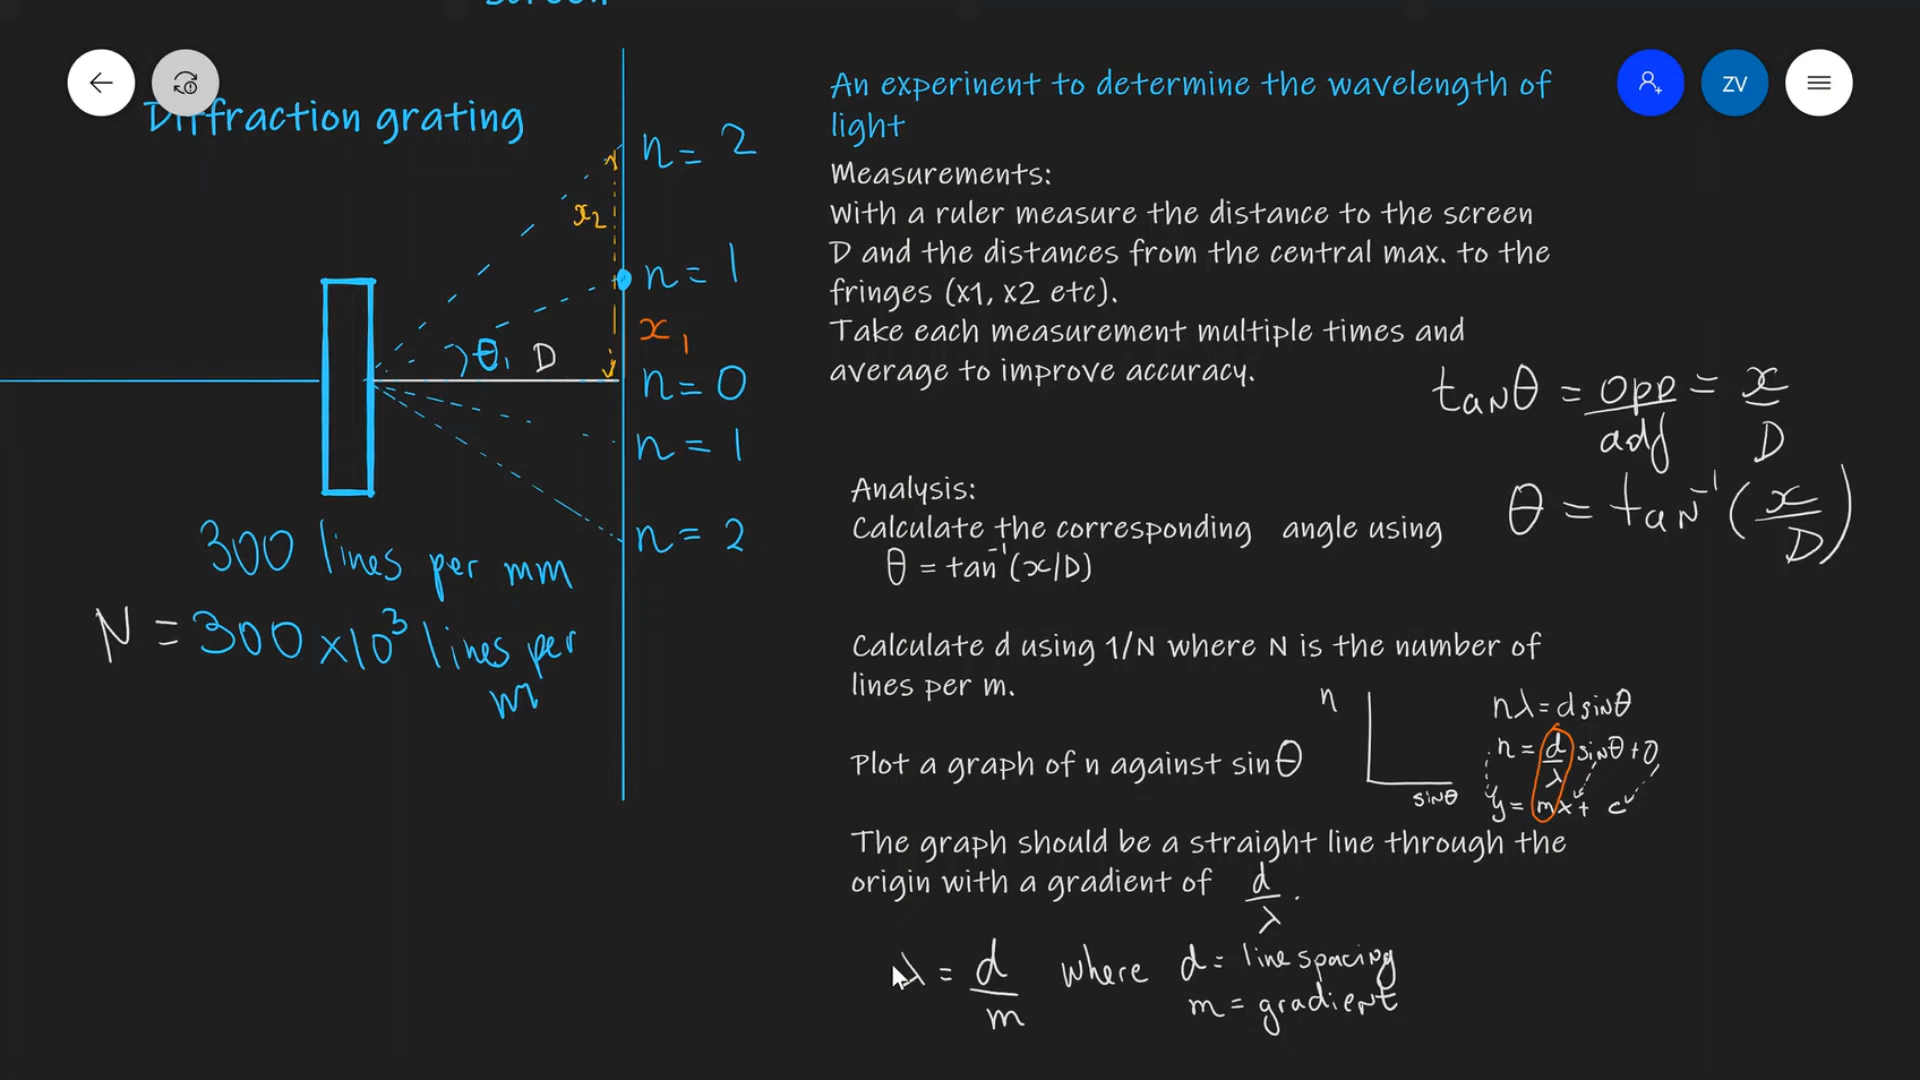 Screen
Diffraction grating
n = 2
x2
n = 1
x1
θ1 D
n = 0
n = 1
n = 2
300 lines per mm
N = 300 ×10³ lines per
m
An experinent to determine the wavelength of
light
Measurements:
With a ruler measure the distance to the screen
D and the distances from the central max. to the
fringes (x1, x2 etc).
Take each measurement multiple times and
average to improve accuracy.
tanθ = opp/adj = x/D
θ = tan⁻¹(x/D)
Analysis:
Calculate the corresponding angle using
θ = tan⁻¹(x/D)
Calculate d using 1/N where N is the number of
lines per m.
Plot a graph of n against sinθ
n
sinθ
nλ = d sinθ
n = d/λ sinθ + 0
y = mx + c
The graph should be a straight line through the
origin with a gradient of d/λ.
λ = d/m where d = line spacing
m = gradient
ZV